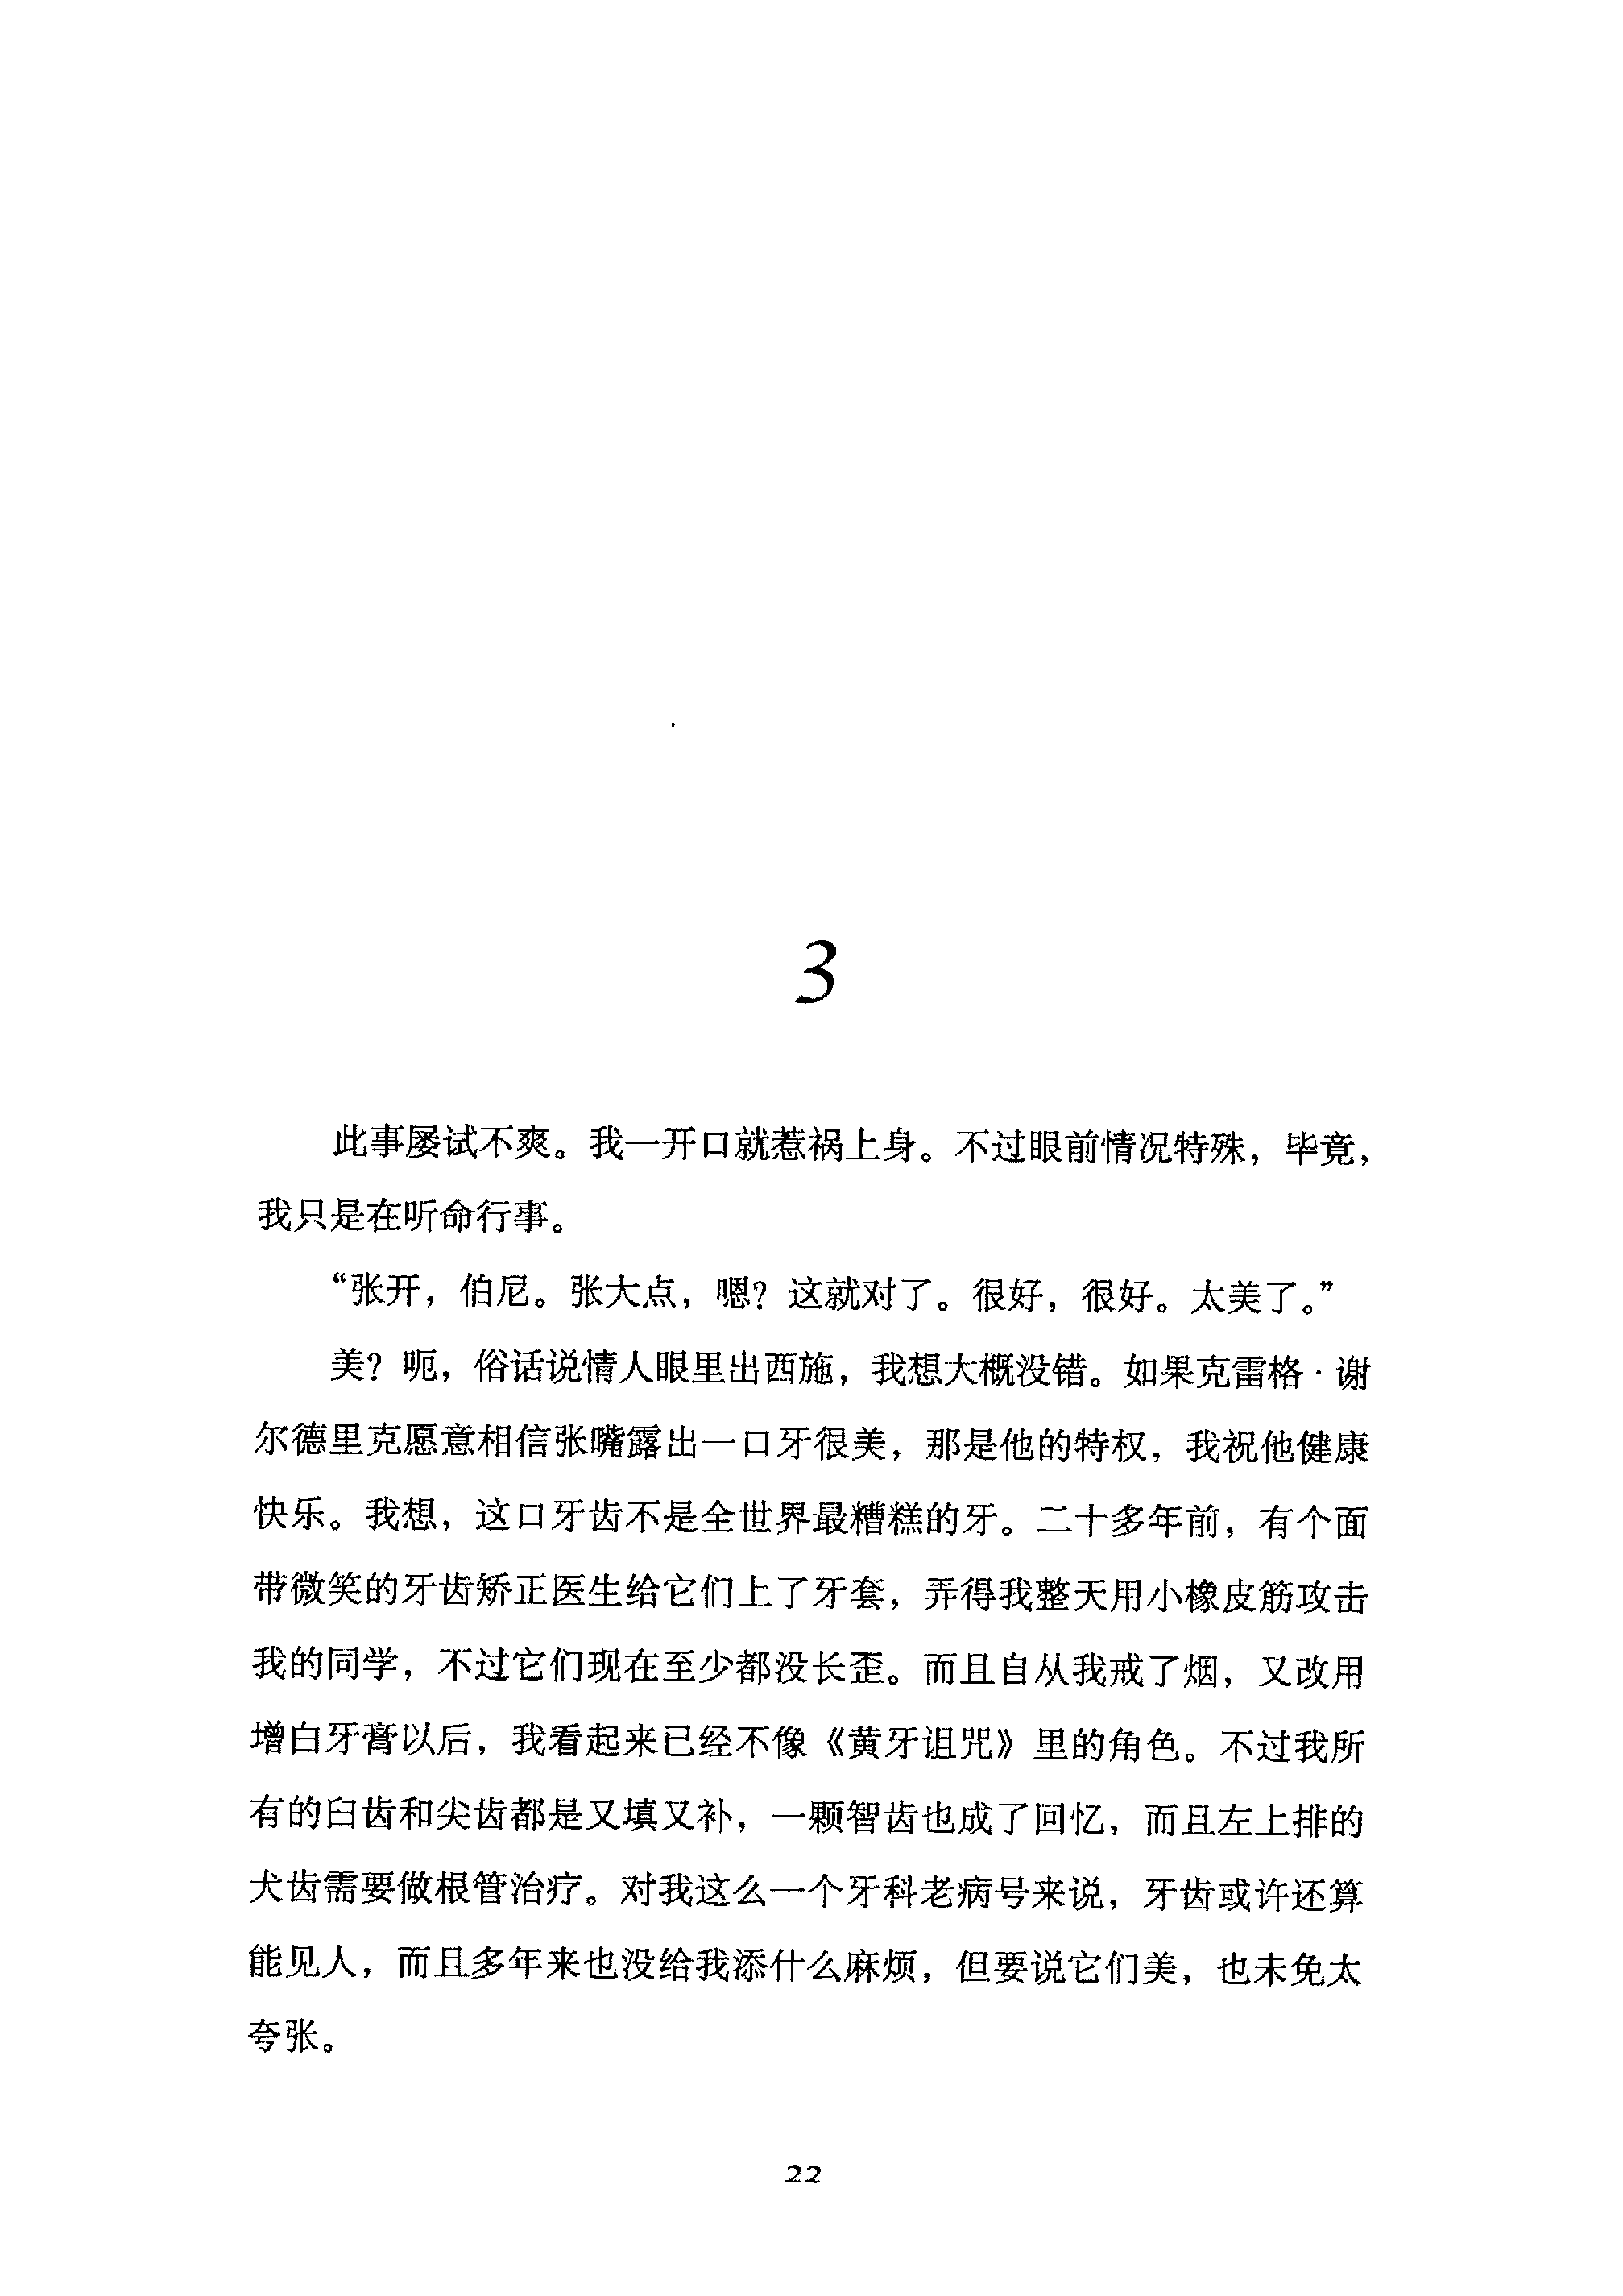 3
此事屡试不爽。我一开口就惹祸上身。不过眼前情况特殊，毕竟，
我只是在听命行事。
“张开，伯尼。张大点，嗯？这就对了。很好，很好。太美了。”
美？呃，俗话说情人眼里出西施，我想大概没错。如果克雷格·谢
尔德里克愿意相信张嘴露出一口牙很美，那是他的特权，我祝他健康
快乐。我想，这口牙齿不是全世界最糟糕的牙。二十多年前，有个面
带微笑的牙齿矫正医生给它们上了牙套，弄得我整天用小橡皮筋攻击
我的同学，不过它们现在至少都没长歪。而且自从我戒了烟，又改用
增白牙膏以后，我看起来已经不像《黄牙诅咒》里的角色。不过我所
有的臼齿和尖齿都是又填又补，一颗智齿也成了回忆，而且左上排的
犬齿需要做根管治疗。对我这么一个牙科老病号来说，牙齿或许还算
能见人，而且多年来也没给我添什么麻烦，但要说它们美，也未免太
夸张。
22